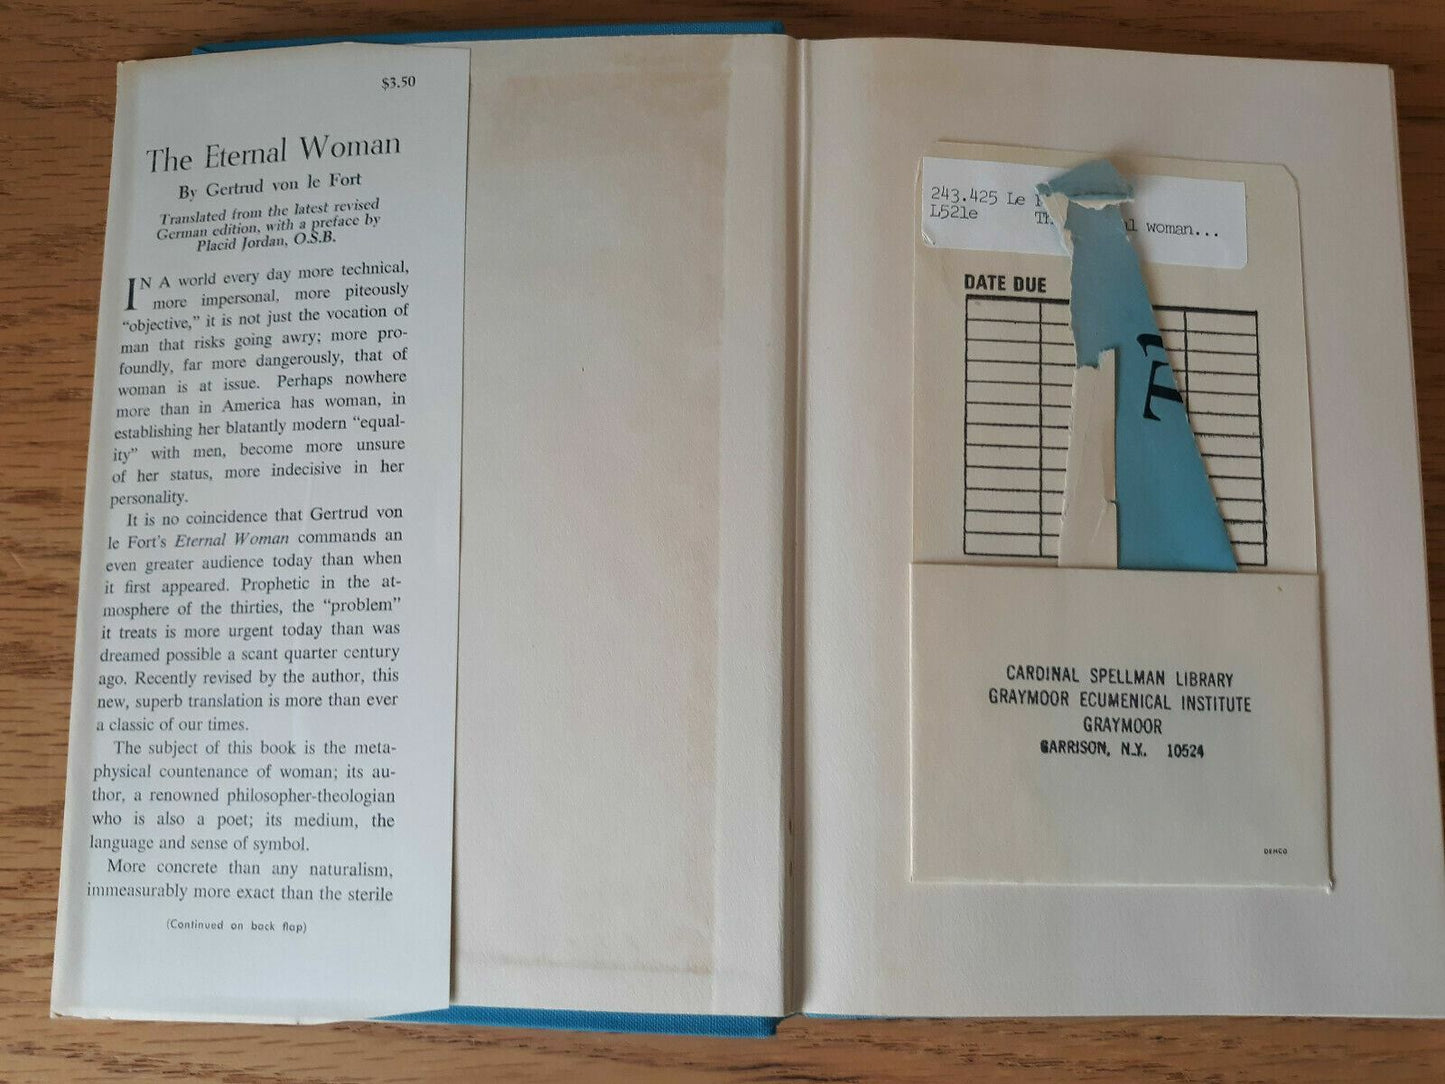 $3.50
The Eternal Woman
By Gertrud von le Fort
Translated from the latest revised
German edition, with a preface by
Placid Jordan, O.S.B.
IN A world every day more technical,
more impersonal, more piteously
“objective,” it is not just the vocation of
man that risks going awry; more pro-
foundly, far more dangerously, that of
woman is at issue. Perhaps nowhere
more than in America has woman, in
establishing her blatantly modern “equal-
ity” with men, become more unsure
of her status, more indecisive in her
personality.
It is no coincidence that Gertrud von
le Fort’s Eternal Woman commands an
even greater audience today than when
it first appeared. Prophetic in the at-
mosphere of the thirties, the “problem”
it treats is more urgent today than was
dreamed possible a scant quarter century
ago. Recently revised by the author, this
new, superb translation is more than ever
a classic of our times.
The subject of this book is the meta-
physical countenance of woman; its au-
thor, a renowned philosopher-theologian
who is also a poet; its medium, the
language and sense of symbol.
More concrete than any naturalism,
immeasurably more exact than the sterile
(Continued on back flap)
243.425 Le
L521e woman...
DATE DUE
CARDINAL SPELLMAN LIBRARY
GRAYMOOR ECUMENICAL INSTITUTE
GRAYMOOR
GARRISON, N.Y. 10524
DEMCO